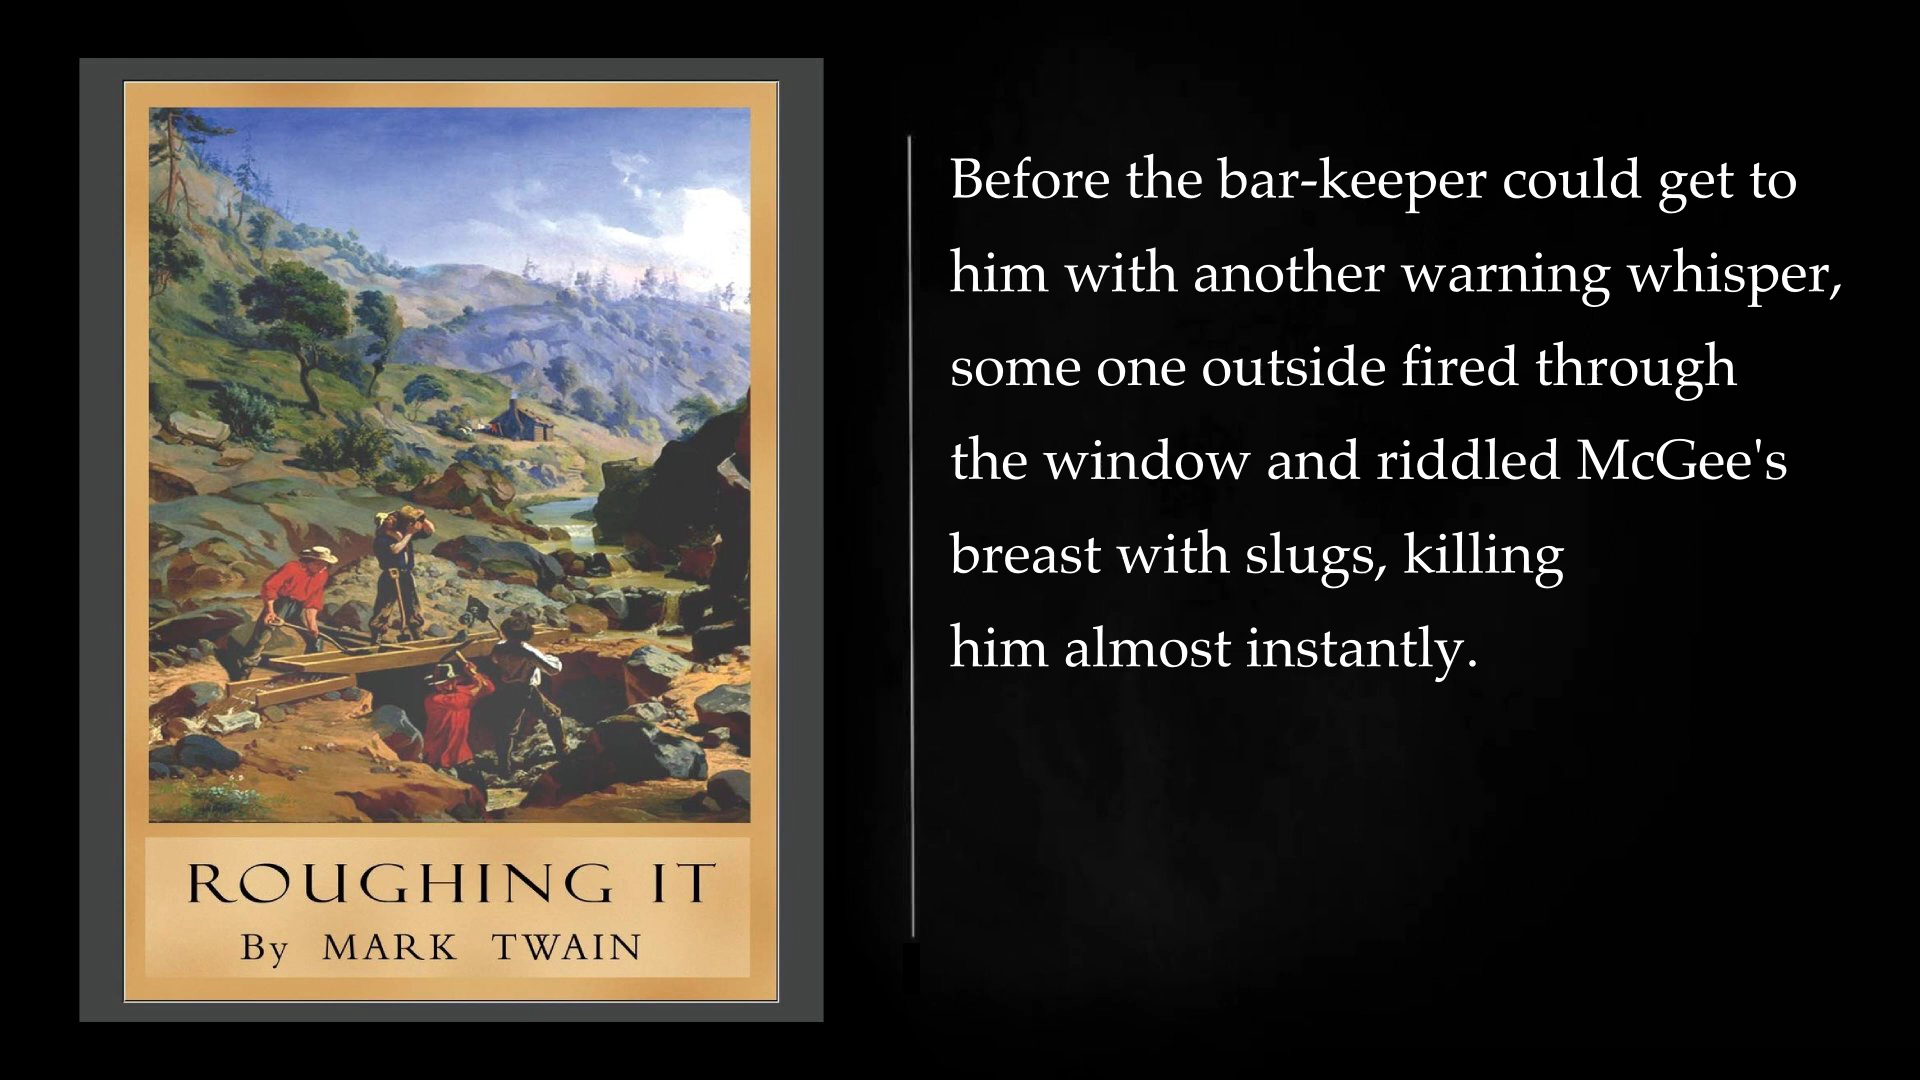 ROUGHING IT
By MARK TWAIN
Before the bar-keeper could get to
him with another warning whisper,
some one outside fired through
the window and riddled McGee's
breast with slugs, killing
him almost instantly.